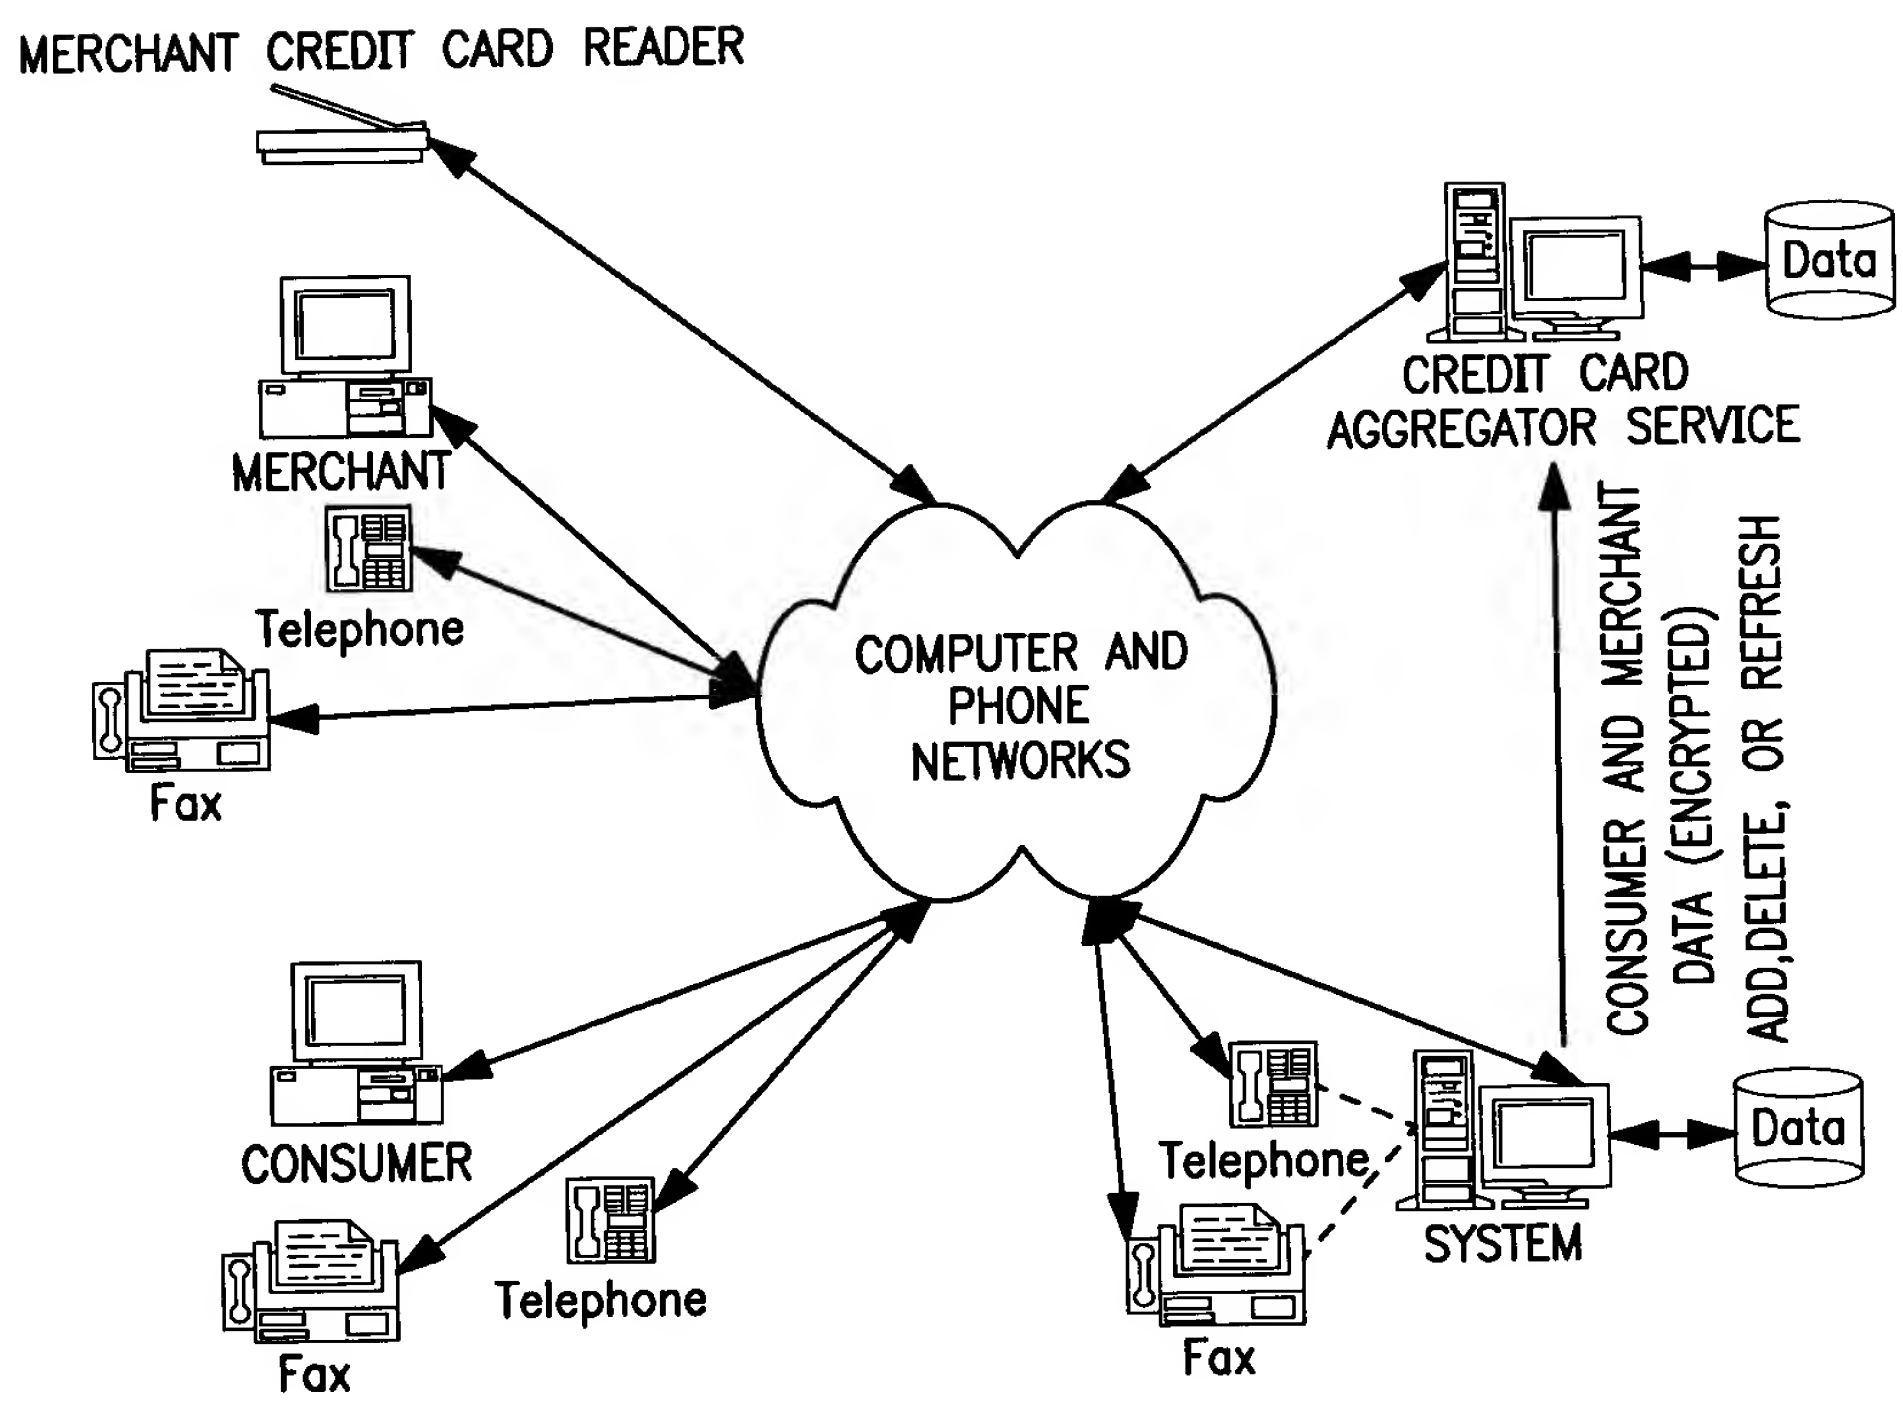 MERCHANT CREDIT CARD READER
Data
CREDIT CARD
AGGREGATOR SERVICE
MERCHANT
Telephone
Fax
COMPUTER AND
PHONE
NETWORKS
CONSUMER AND MERCHANT
DATA (ENCRYPTED)
ADD,DELETE, OR REFRESH
CONSUMER
Telephone
Fax
Telephone
Fax
SYSTEM
Data